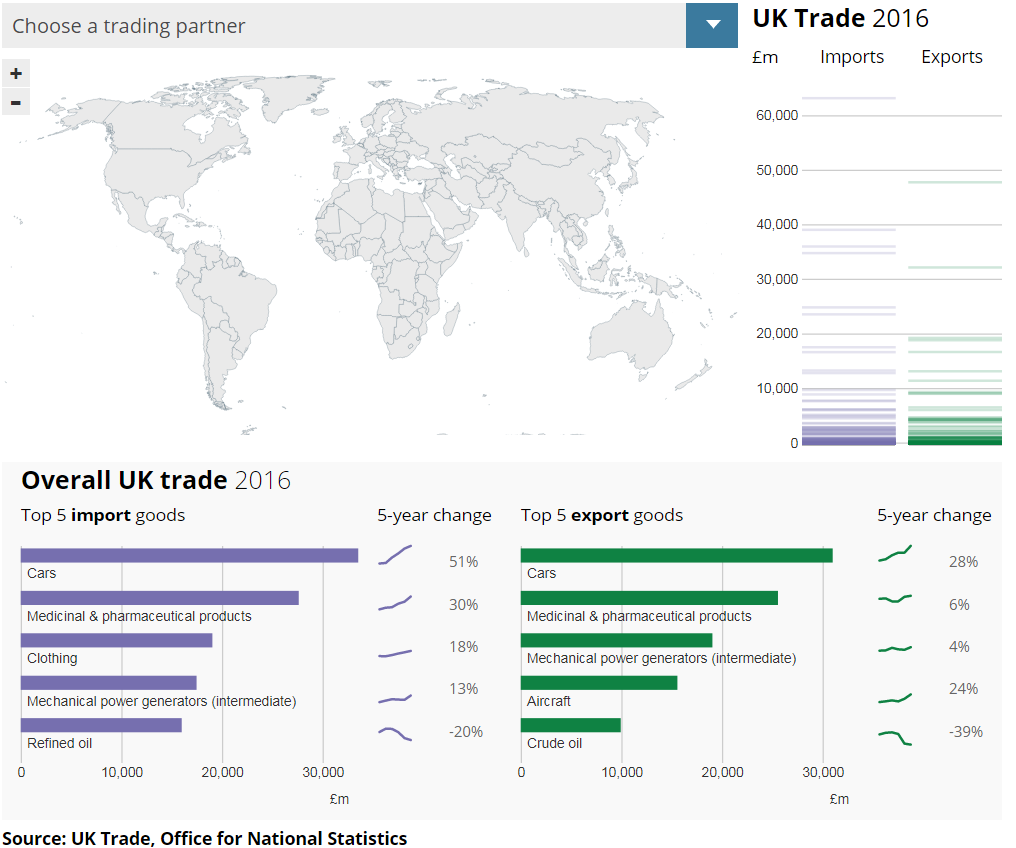 Choose a trading partner
+
-
UK Trade 2016
£m Imports Exports
60,000
50,000
40,000
30,000
20,000
10,000
0
Overall UK trade 2016
Top 5 import goods 5-year change
Cars 51%
Medicinal & pharmaceutical products 30%
Clothing 18%
Mechanical power generators (intermediate) 13%
Refined oil -20%
0 10,000 20,000 30,000
£m
Top 5 export goods 5-year change
Cars 28%
Medicinal & pharmaceutical products 6%
Mechanical power generators (intermediate) 4%
Aircraft 24%
Crude oil -39%
0 10,000 20,000 30,000
£m
Source: UK Trade, Office for National Statistics